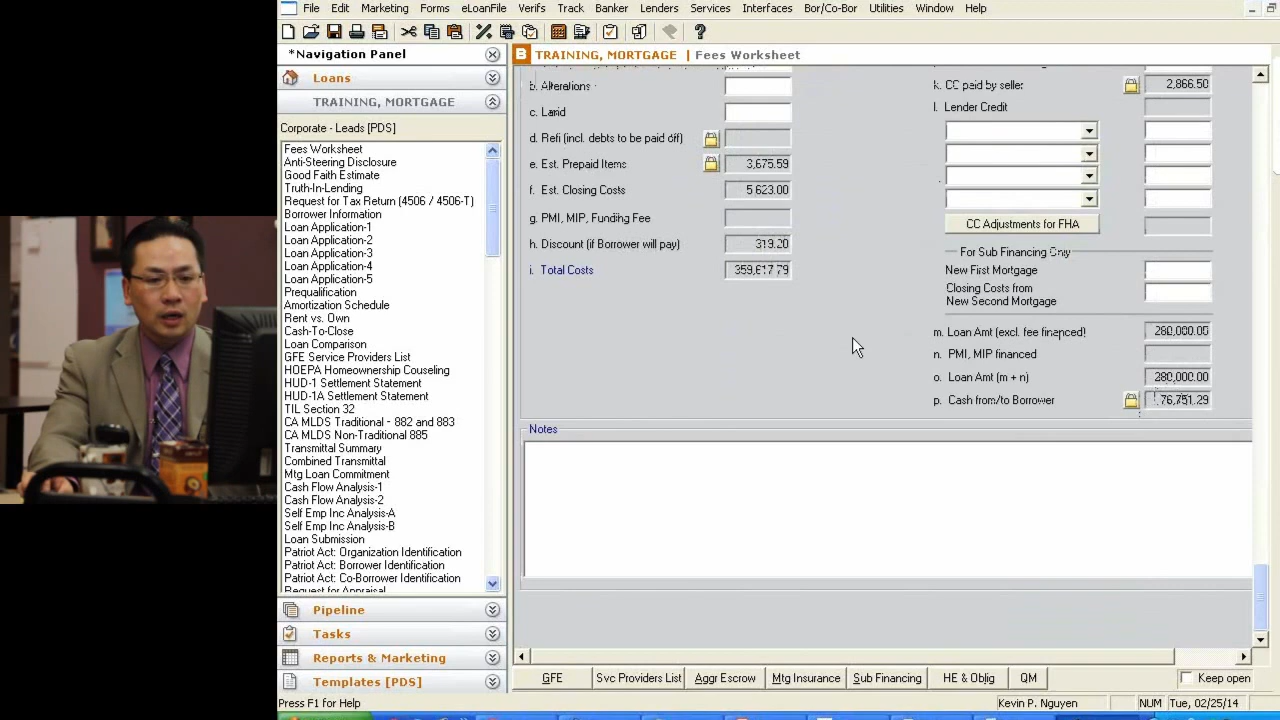 File Edit Marketing Forms eLoanFile Verifs Track Banker Lenders Services Interfaces Bor/Co-Bor Utilities Window Help
*Navigation Panel
Loans
TRAINING, MORTGAGE
Corporate - Leads [PDS]
Fees Worksheet
Anti-Steering Disclosure
Good Faith Estimate
Truth-In-Lending
Request for Tax Return (4506 / 4506-T)
Borrower Information
Loan Application-1
Loan Application-2
Loan Application-3
Loan Application-4
Loan Application-5
Prequalification
Amortization Schedule
Rent vs. Own
Cash-To-Close
Loan Comparison
GFE Service Providers List
HOEPA Homeownership Couseling
HUD-1 Settlement Statement
HUD-1A Settlement Statement
TIL Section 32
CA MLDS Traditional - 882 and 883
CA MLDS Non-Traditional 885
Transmittal Summary
Combined Transmittal
Mtg Loan Commitment
Cash Flow Analysis-1
Cash Flow Analysis-2
Self Emp Inc Analysis-A
Self Emp Inc Analysis-B
Loan Submission
Patriot Act: Organization Identification
Patriot Act: Borrower Identification
Patriot Act: Co-Borrower Identification
Request for Appraisal
Pipeline
Tasks
Reports & Marketing
Templates [PDS]
B TRAINING, MORTGAGE | Fees Worksheet
b. Alterations
c. Land
d. Refi (incl. debts to be paid off)
e. Est. Prepaid Items 3,675.59
f. Est. Closing Costs 5,623.00
g. PMI, MIP, Funding Fee
h. Discount (if Borrower will pay) 319.20
i. Total Costs 359,617.79
k. CC paid by seller 2,866.50
l. Lender Credit
CC Adjustments for FHA
For Sub Financing Only
New First Mortgage
Closing Costs from
New Second Mortgage
m. Loan Amt (excl. fee financed) 280,000.00
n. PMI, MIP financed
o. Loan Amt (m + n) 280,000.00
p. Cash from/to Borrower 76,751.29
Notes
GFE Svc Providers List Aggr Escrow Mtg Insurance Sub Financing HE & Oblig QM Keep open
Press F1 for Help Kevin P. Nguyen NUM Tue, 02/25/14